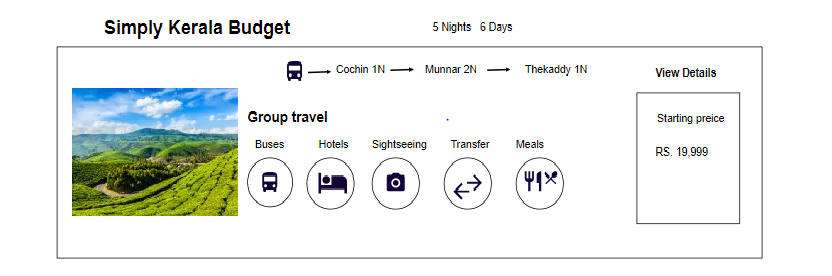 Simply Kerala Budget
5 Nights 6 Days
Cochin 1N
Munnar 2N
Thekaddy 1N
View Details
Group travel
Starting preice
RS. 19,999
Buses
Hotels
Sightseeing
Transfer
Meals